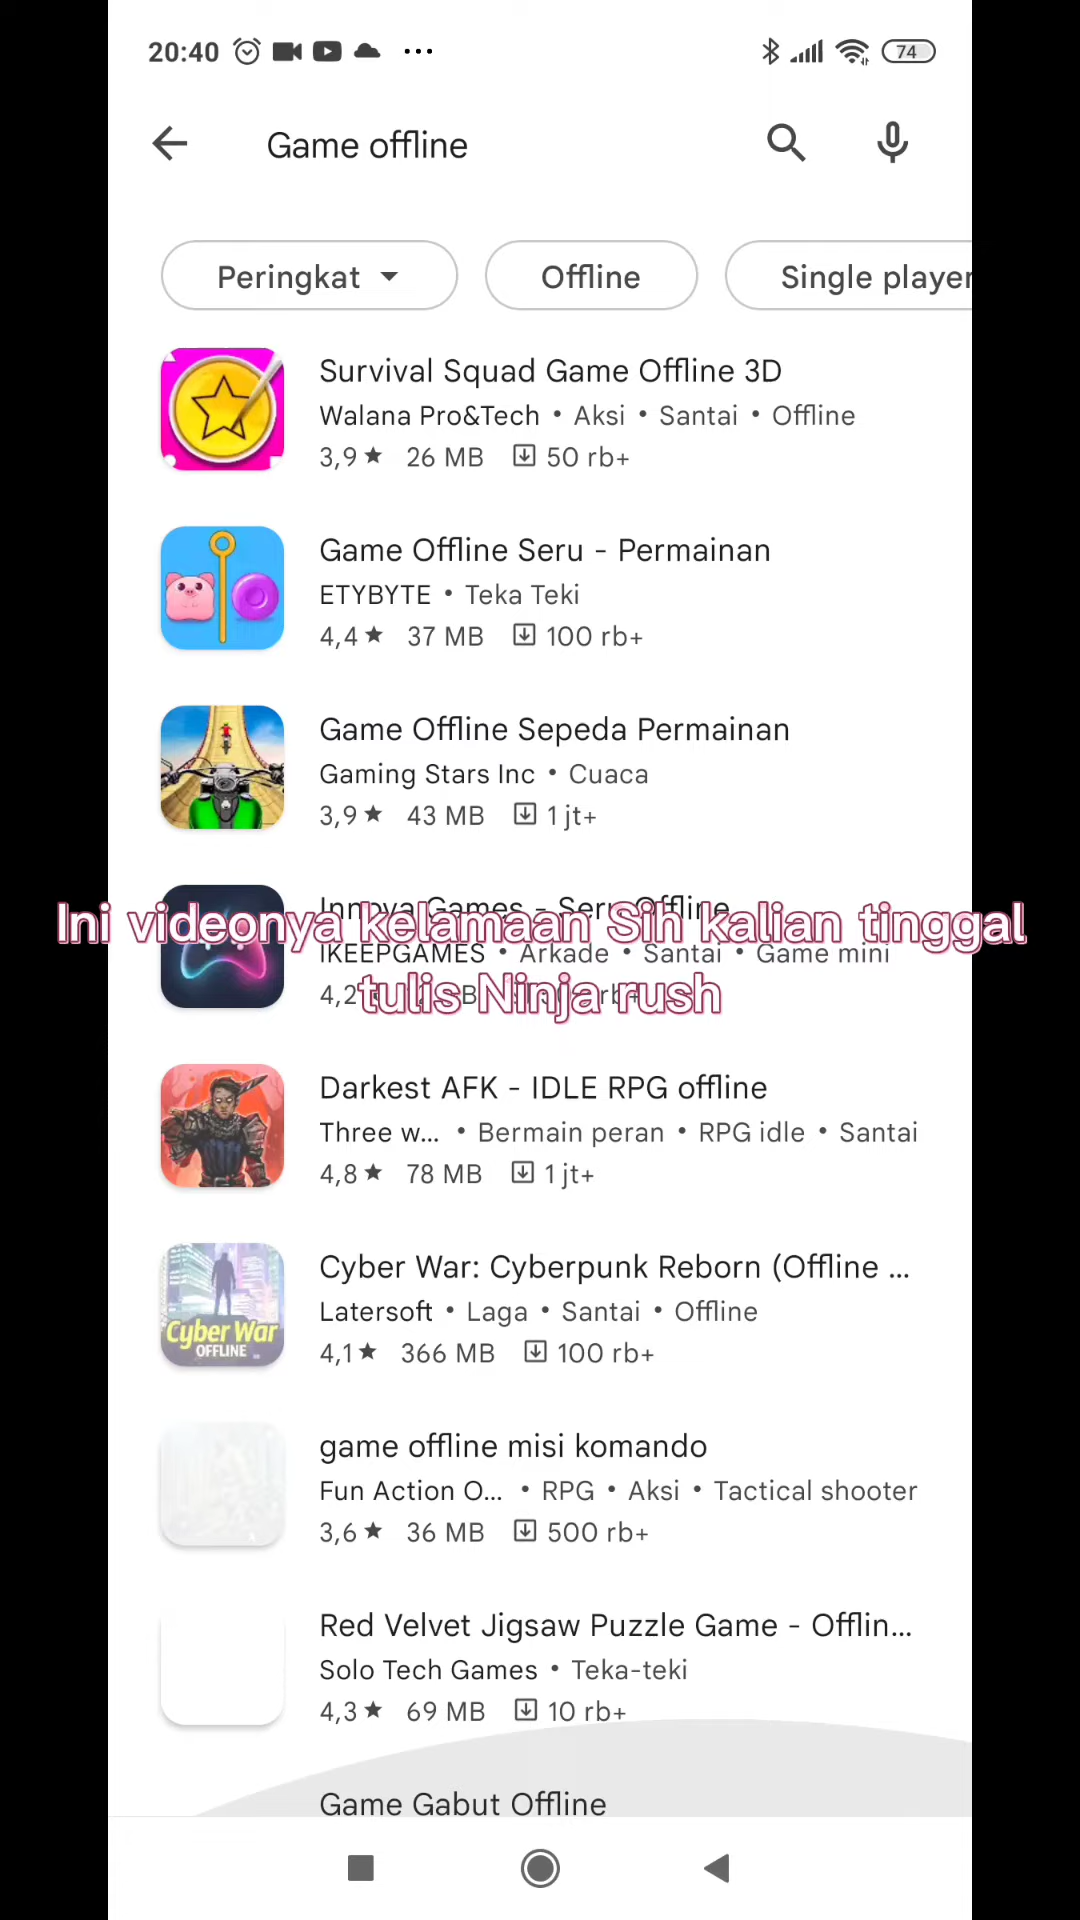 20:40
74
Game offline
Peringkat
Offline
Single player
Survival Squad Game Offline 3D
Walana Pro&Tech • Aksi • Santai • Offline
3,9★ 26 MB 50 rb+
Game Offline Seru - Permainan
ETYBYTE • Teka Teki
4,4★ 37 MB 100 rb+
Game Offline Sepeda Permainan
Gaming Stars Inc • Cuaca
3,9★ 43 MB 1 jt+
Innova Games - Seru Offline
Ini videonya kelamaan Sih kalian tinggal
IKEEPGAMES • Arkade • Santai • Game mini
4,2
tulis Ninja rush
Darkest AFK - IDLE RPG offline
Three w... • Bermain peran • RPG idle • Santai
4,8★ 78 MB 1 jt+
Cyber War
OFFLINE
Cyber War: Cyberpunk Reborn (Offline ...
Latersoft • Laga • Santai • Offline
4,1★ 366 MB 100 rb+
game offline misi komando
Fun Action O... • RPG • Aksi • Tactical shooter
3,6★ 36 MB 500 rb+
Red Velvet Jigsaw Puzzle Game - Offlin...
Solo Tech Games • Teka-teki
4,3★ 69 MB 10 rb+
Game Gabut Offline